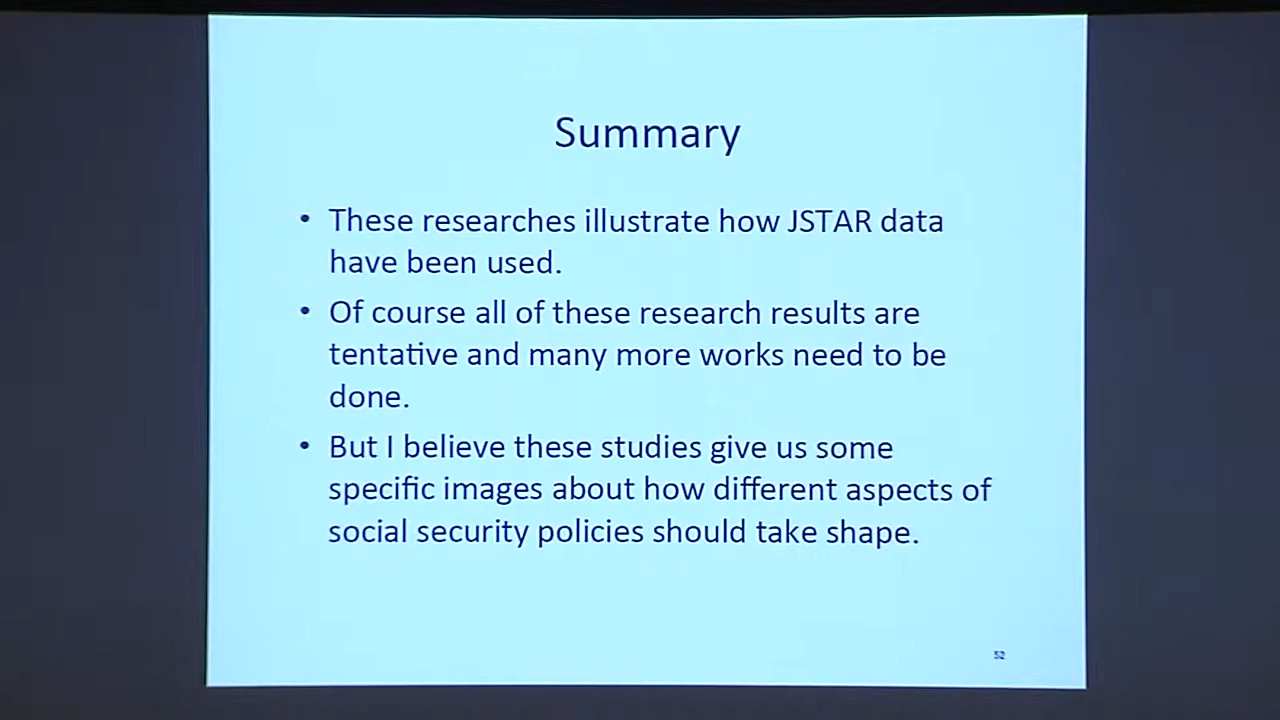 Summary
• These researches illustrate how JSTAR data
have been used.
• Of course all of these research results are
tentative and many more works need to be
done.
• But I believe these studies give us some
specific images about how different aspects of
social security policies should take shape.
52